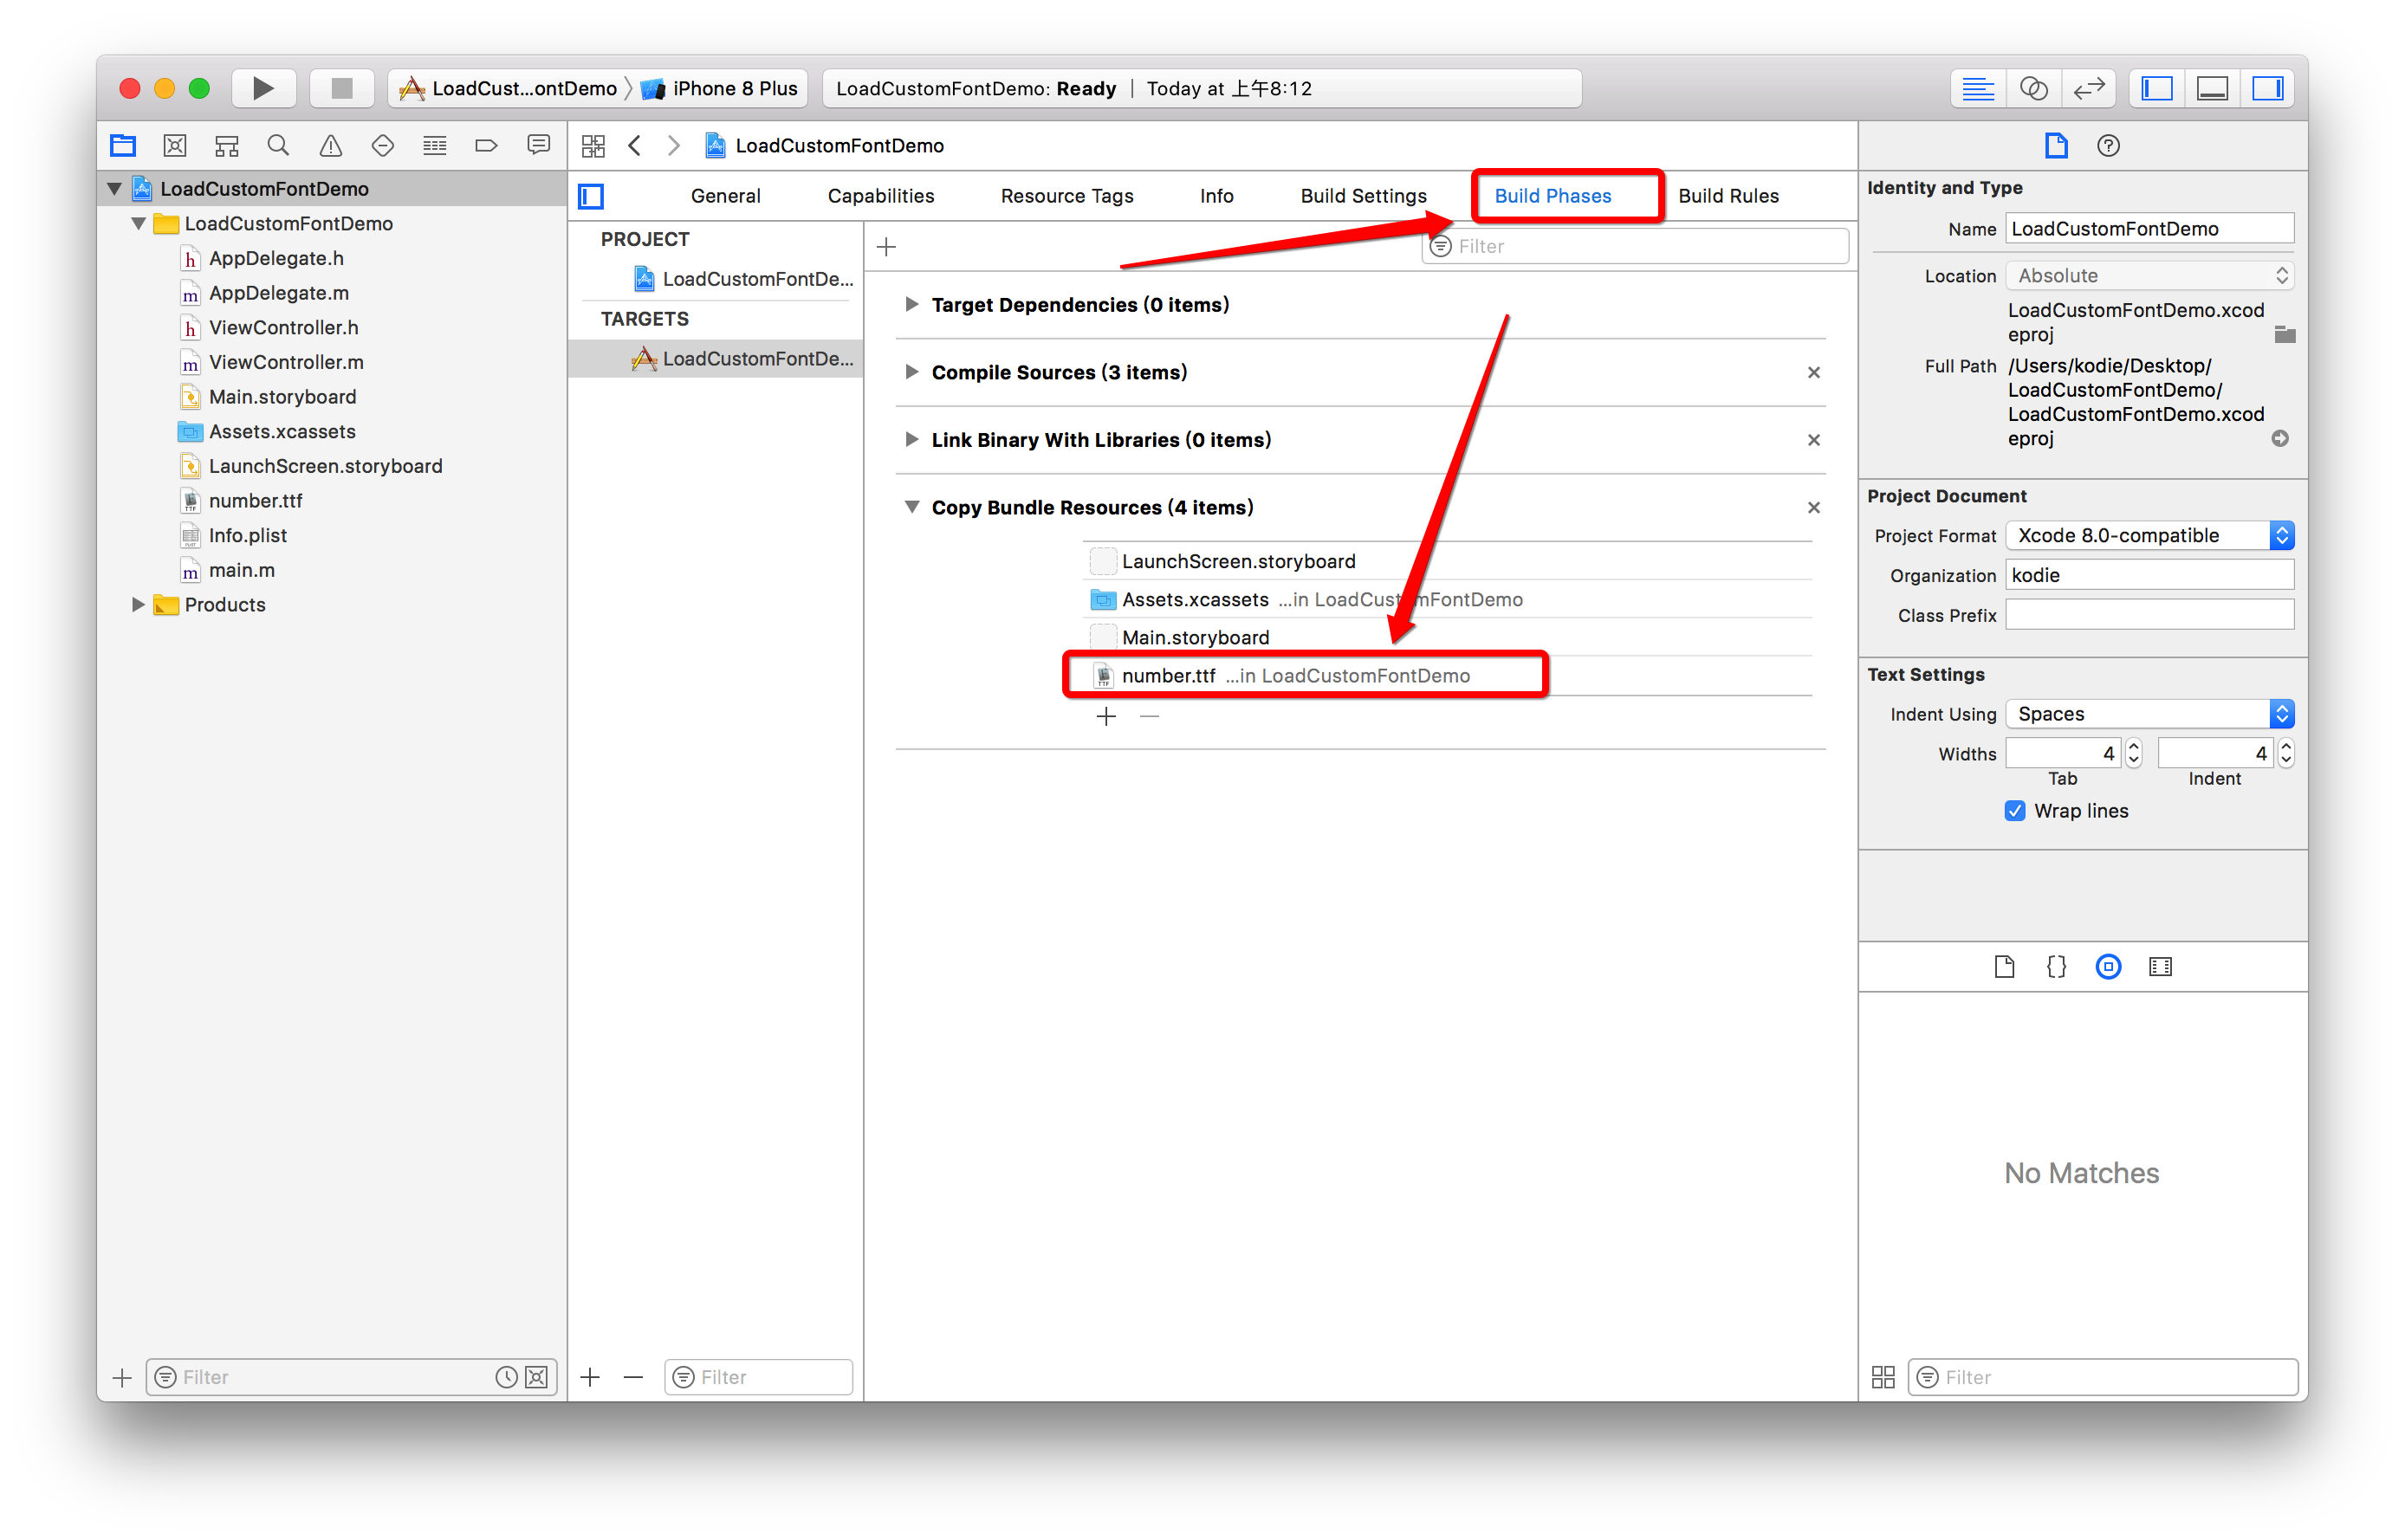 LoadCust...ontDemo
iPhone 8 Plus
LoadCustomFontDemo: Ready | Today at 上午8:12
LoadCustomFontDemo
LoadCustomFontDemo
LoadCustomFontDemo
AppDelegate.h
AppDelegate.m
ViewController.h
ViewController.m
Main.storyboard
Assets.xcassets
LaunchScreen.storyboard
number.ttf
Info.plist
main.m
Products
Filter
General
Capabilities
Resource Tags
Info
Build Settings
Build Phases
Build Rules
PROJECT
LoadCustomFontDe...
TARGETS
LoadCustomFontDe...
Filter
Filter
Target Dependencies (0 items)
Compile Sources (3 items)
Link Binary With Libraries (0 items)
Copy Bundle Resources (4 items)
LaunchScreen.storyboard
Assets.xcassets ...in LoadCustomFontDemo
Main.storyboard
number.ttf ...in LoadCustomFontDemo
Identity and Type
Name LoadCustomFontDemo
Location Absolute
LoadCustomFontDemo.xcod
eproj
Full Path /Users/kodie/Desktop/
LoadCustomFontDemo/
LoadCustomFontDemo.xcod
eproj
Project Document
Project Format Xcode 8.0-compatible
Organization kodie
Class Prefix
Text Settings
Indent Using Spaces
Widths 4 4
Tab Indent
Wrap lines
No Matches
Filter